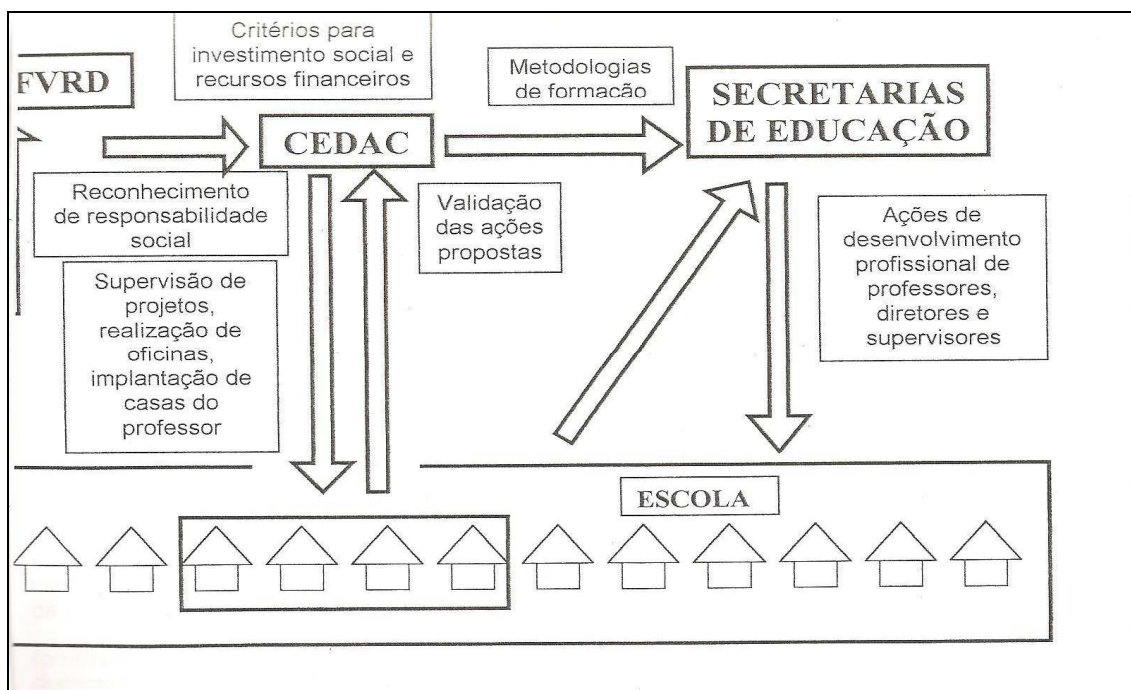 Critérios para
investimento social e
recursos financeiros
FVRD
Metodologias
de formação
SECRETARIAS
DE EDUCAÇÃO
CEDAC
Reconhecimento
de responsabilidade
social
Validação
das ações
propostas
Ações de
desenvolvimento
profissional de
professores,
diretores e
supervisores
Supervisão de
projetos,
realização de
oficinas,
implantação de
casas do
professor
ESCOLA